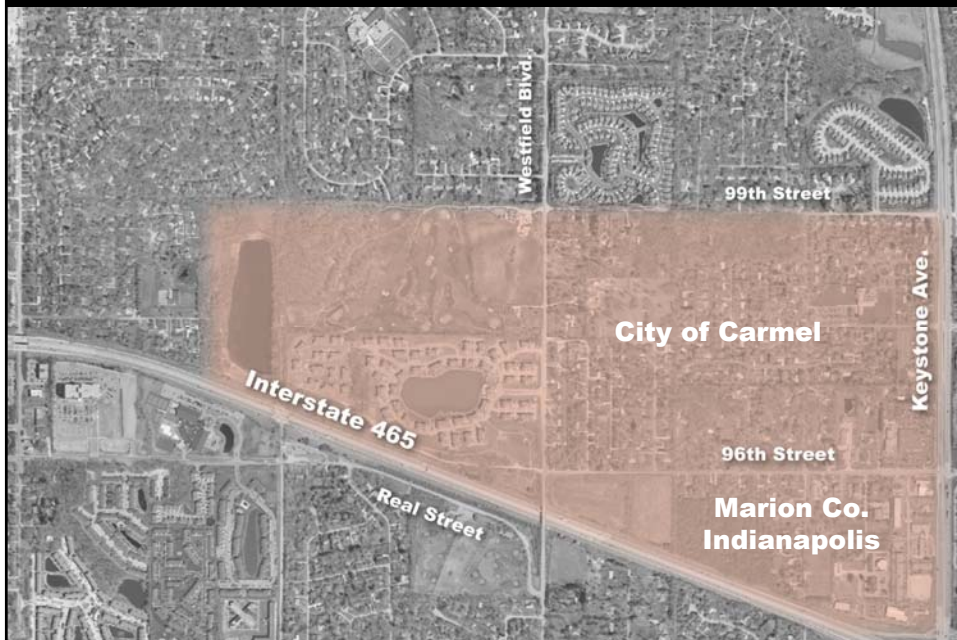 Westfield Blvd.
99th Street
Keystone Ave.
City of Carmel
Interstate 465
96th Street
Real Street
Marion Co.
Indianapolis